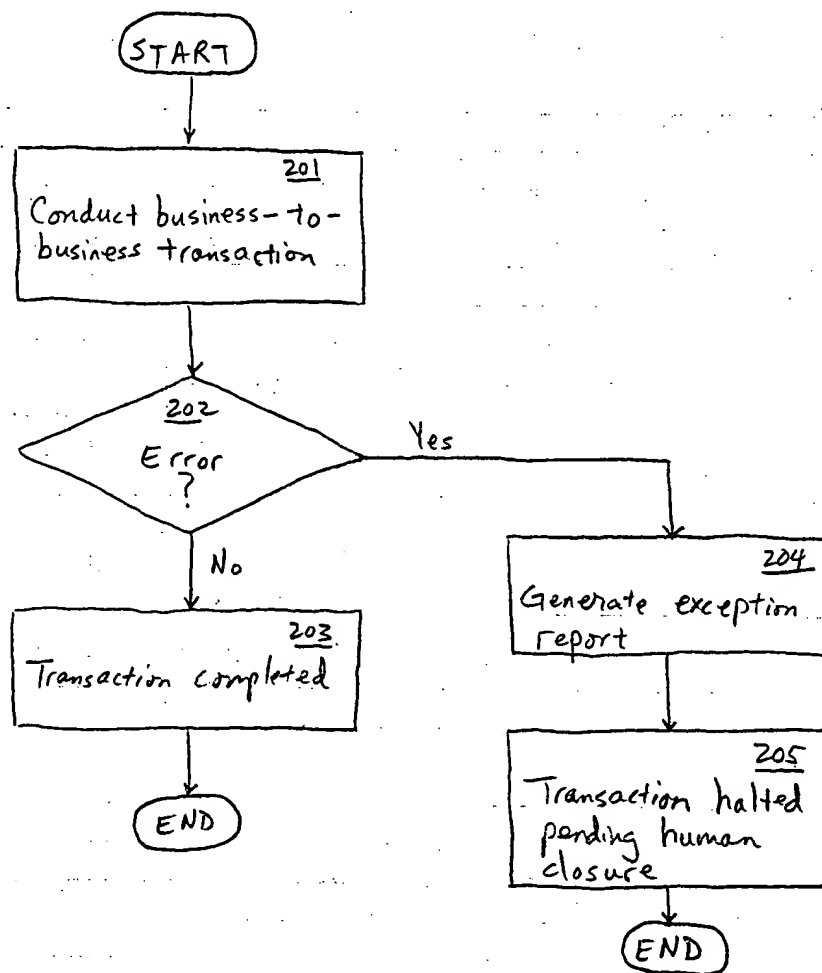 START
201
Conduct business-to-
business transaction
202
Error
?
Yes
No
203
Transaction completed
END
204
Generate exception
report
205
Transaction halted
pending human
closure
END